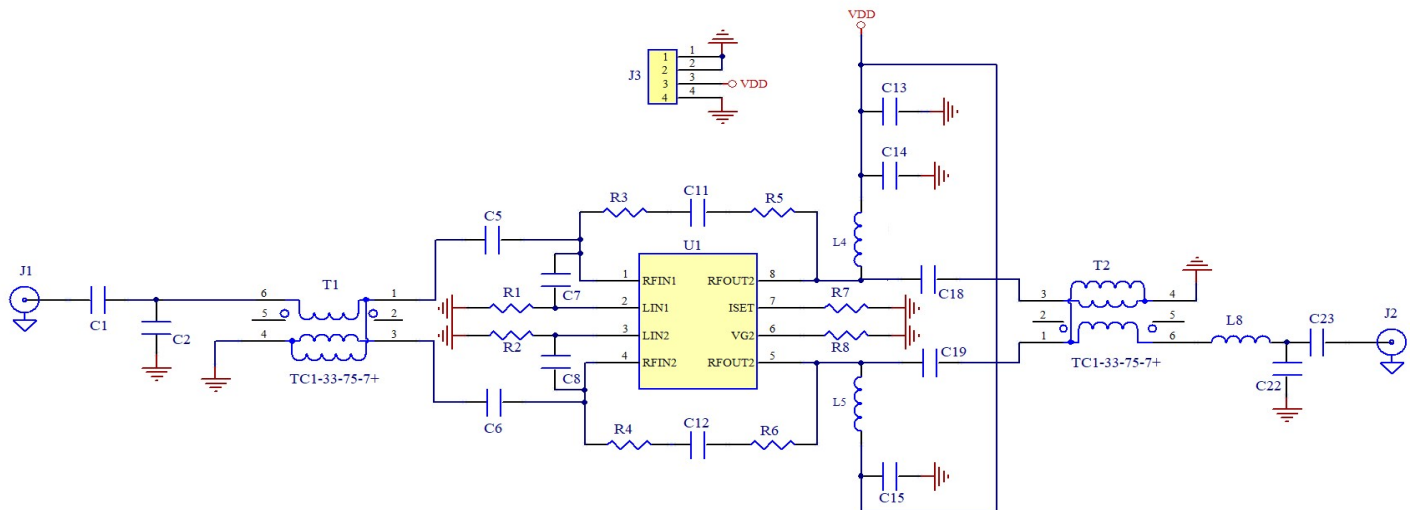 VDD
J3
1 1
2 2
3 3 VDD
4 4
C13
C14
R3 C11 R5
C5
L4
U1
J1
T1
T2
C1
C2
6
5
4
1
2
3
TC1-33-75-7+
R1
R2
C7
C8
C6
1 RFIN1
2 LIN1
3 LIN2
4 RFIN2
RFOUT2 8
ISET 7
VG2 6
RFOUT2 5
R7
R8
C18
C19
3
2
1
4
5
6
TC1-33-75-7+
L8
C23
J2
C22
L5
R4 C12 R6
C15